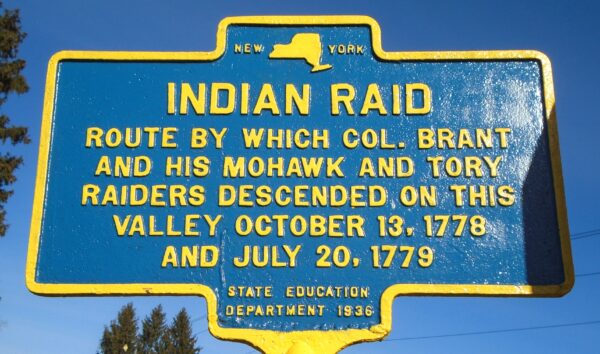 NEW YORK
INDIAN RAID
ROUTE BY WHICH COL. BRANT
AND HIS MOHAWK AND TORY
RAIDERS DESCENDED ON THIS
VALLEY OCTOBER 13, 1778
AND JULY 20, 1779
STATE EDUCATION
DEPARTMENT 1936